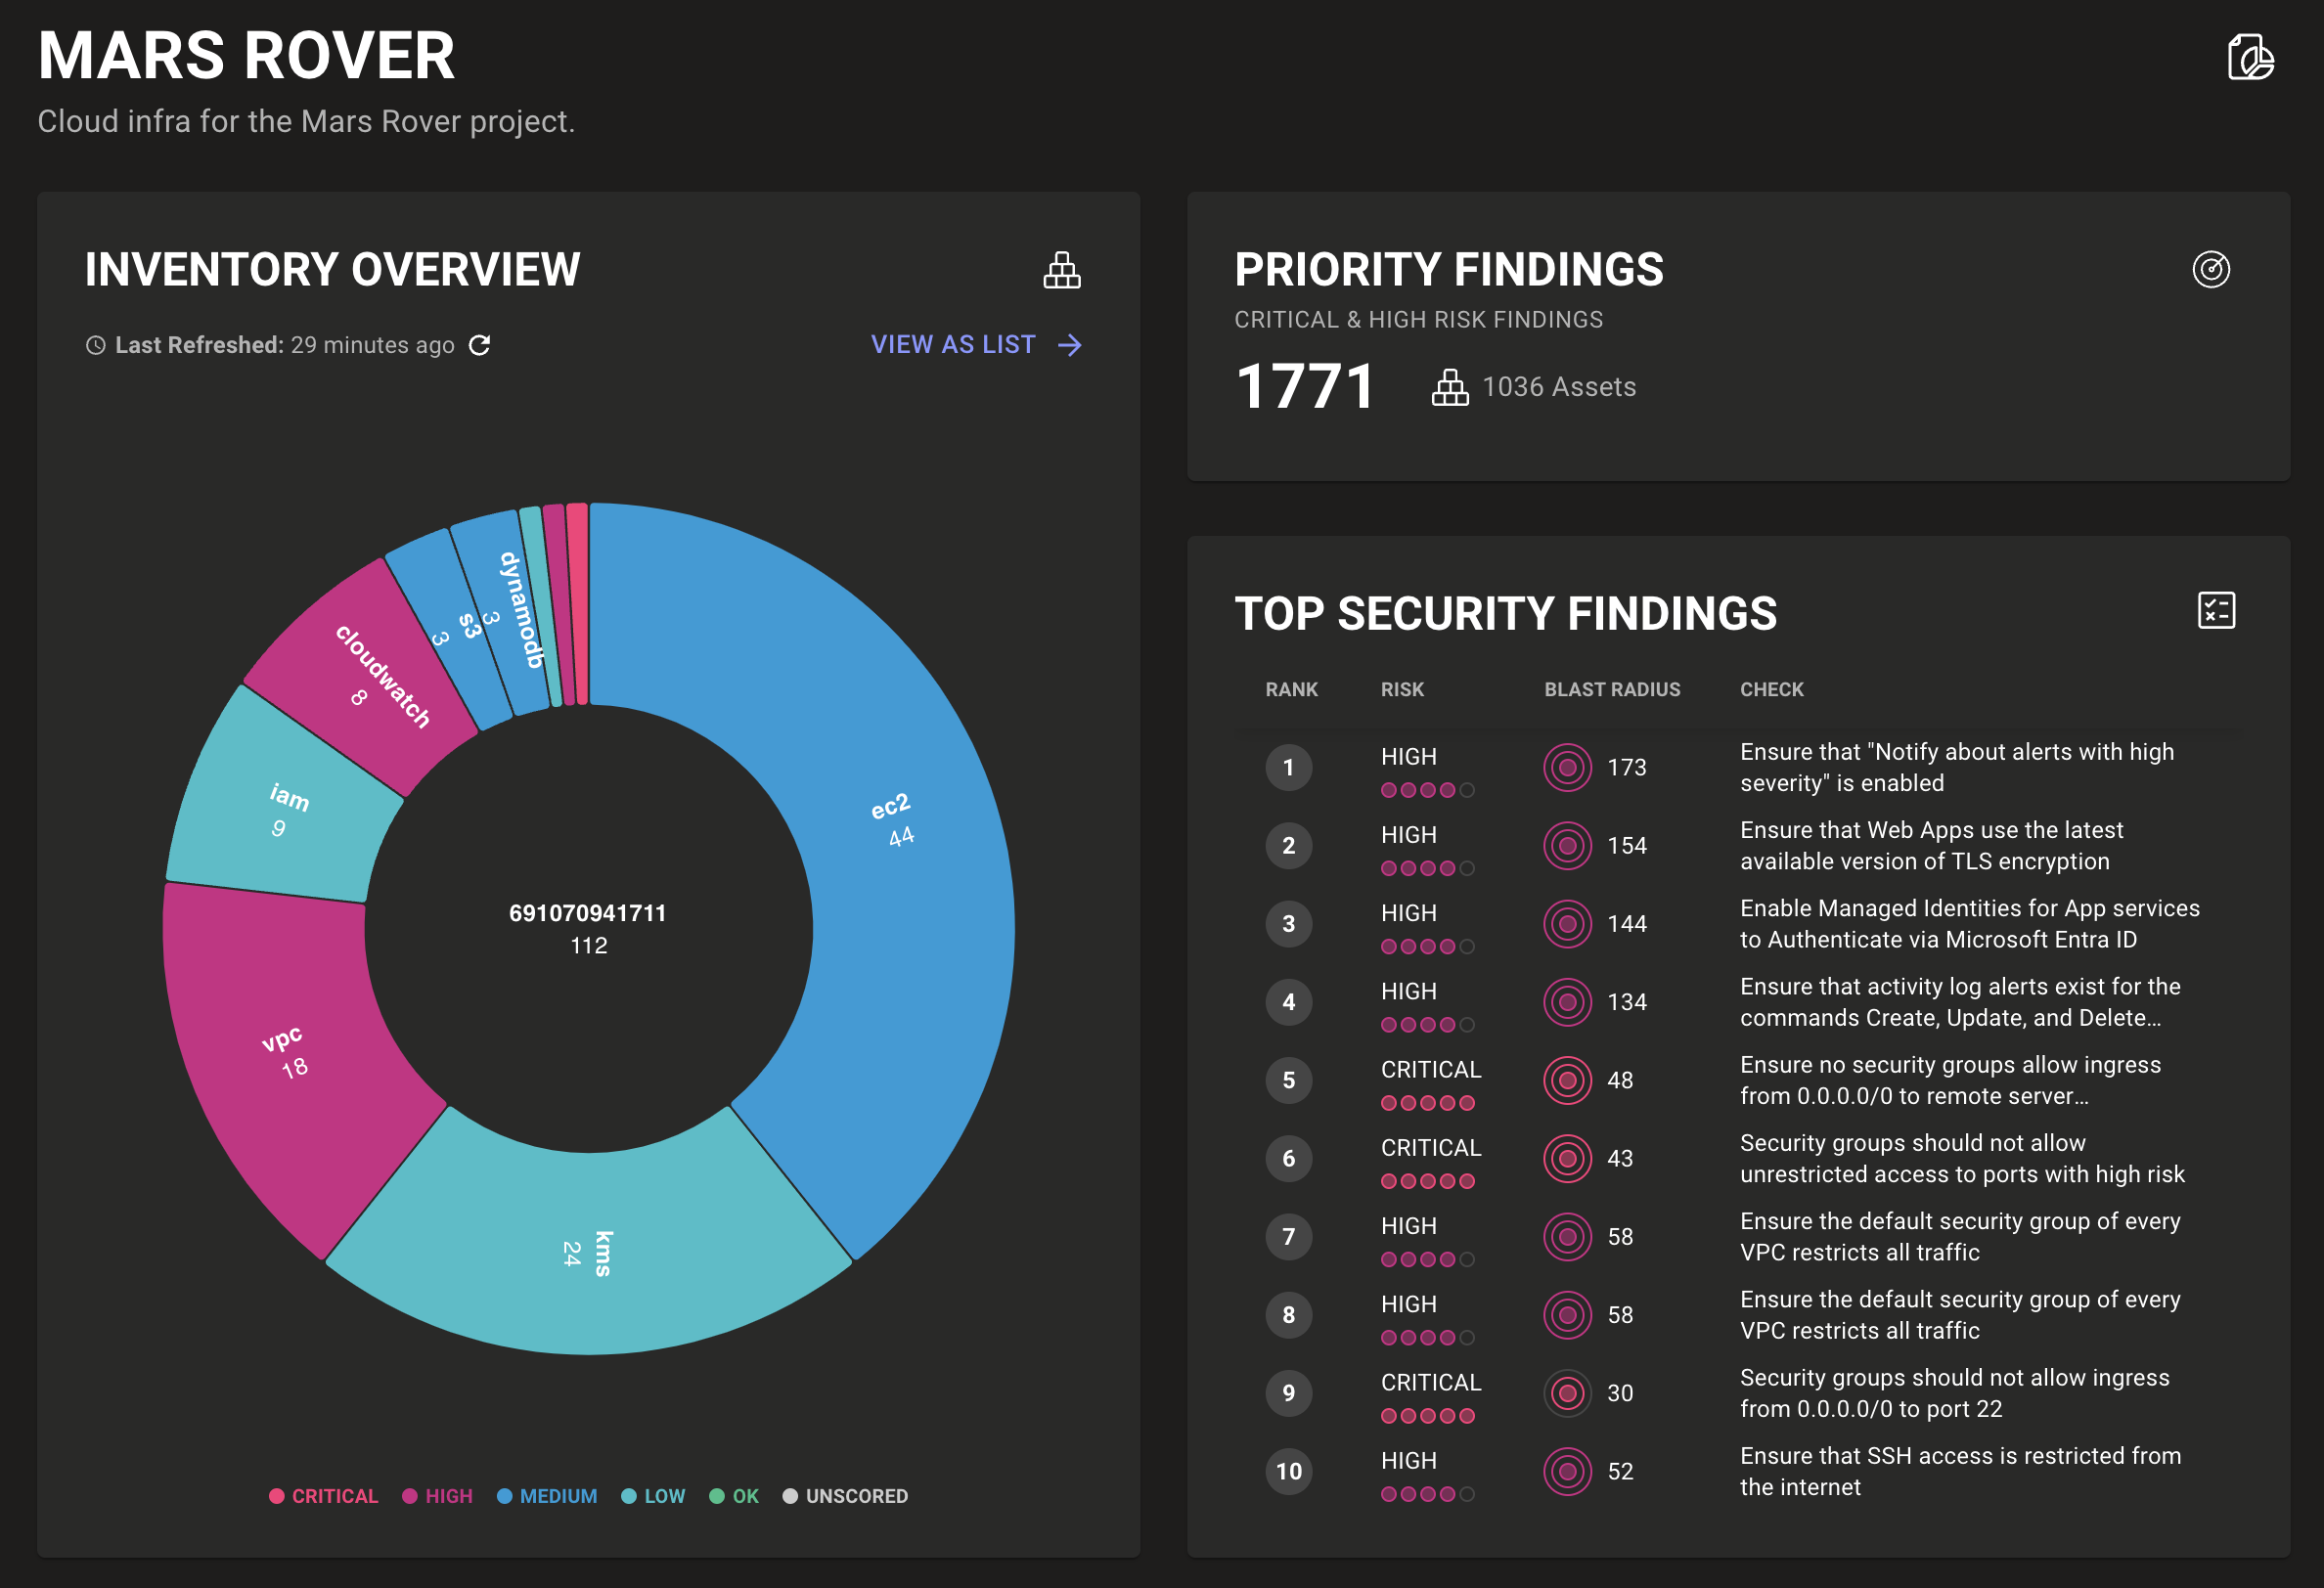 MARS ROVER
Cloud infra for the Mars Rover project.
INVENTORY OVERVIEW
Last Refreshed: 29 minutes ago
VIEW AS LIST
ec2
44
kms
24
vpc
18
iam
9
cloudwatch
8
s3
3
dynamodb
3
691070941711
112
CRITICAL
HIGH
MEDIUM
LOW
OK
UNSCORED
PRIORITY FINDINGS
CRITICAL & HIGH RISK FINDINGS
1771
1036 Assets
TOP SECURITY FINDINGS
RANK RISK BLAST RADIUS CHECK
1 HIGH 173 Ensure that "Notify about alerts with high
severity" is enabled
2 HIGH 154 Ensure that Web Apps use the latest
available version of TLS encryption
3 HIGH 144 Enable Managed Identities for App services
to Authenticate via Microsoft Entra ID
4 HIGH 134 Ensure that activity log alerts exist for the
commands Create, Update, and Delete...
5 CRITICAL 48 Ensure no security groups allow ingress
from 0.0.0.0/0 to remote server...
6 CRITICAL 43 Security groups should not allow
unrestricted access to ports with high risk
7 HIGH 58 Ensure the default security group of every
VPC restricts all traffic
8 HIGH 58 Ensure the default security group of every
VPC restricts all traffic
9 CRITICAL 30 Security groups should not allow ingress
from 0.0.0.0/0 to port 22
10 HIGH 52 Ensure that SSH access is restricted from
the internet